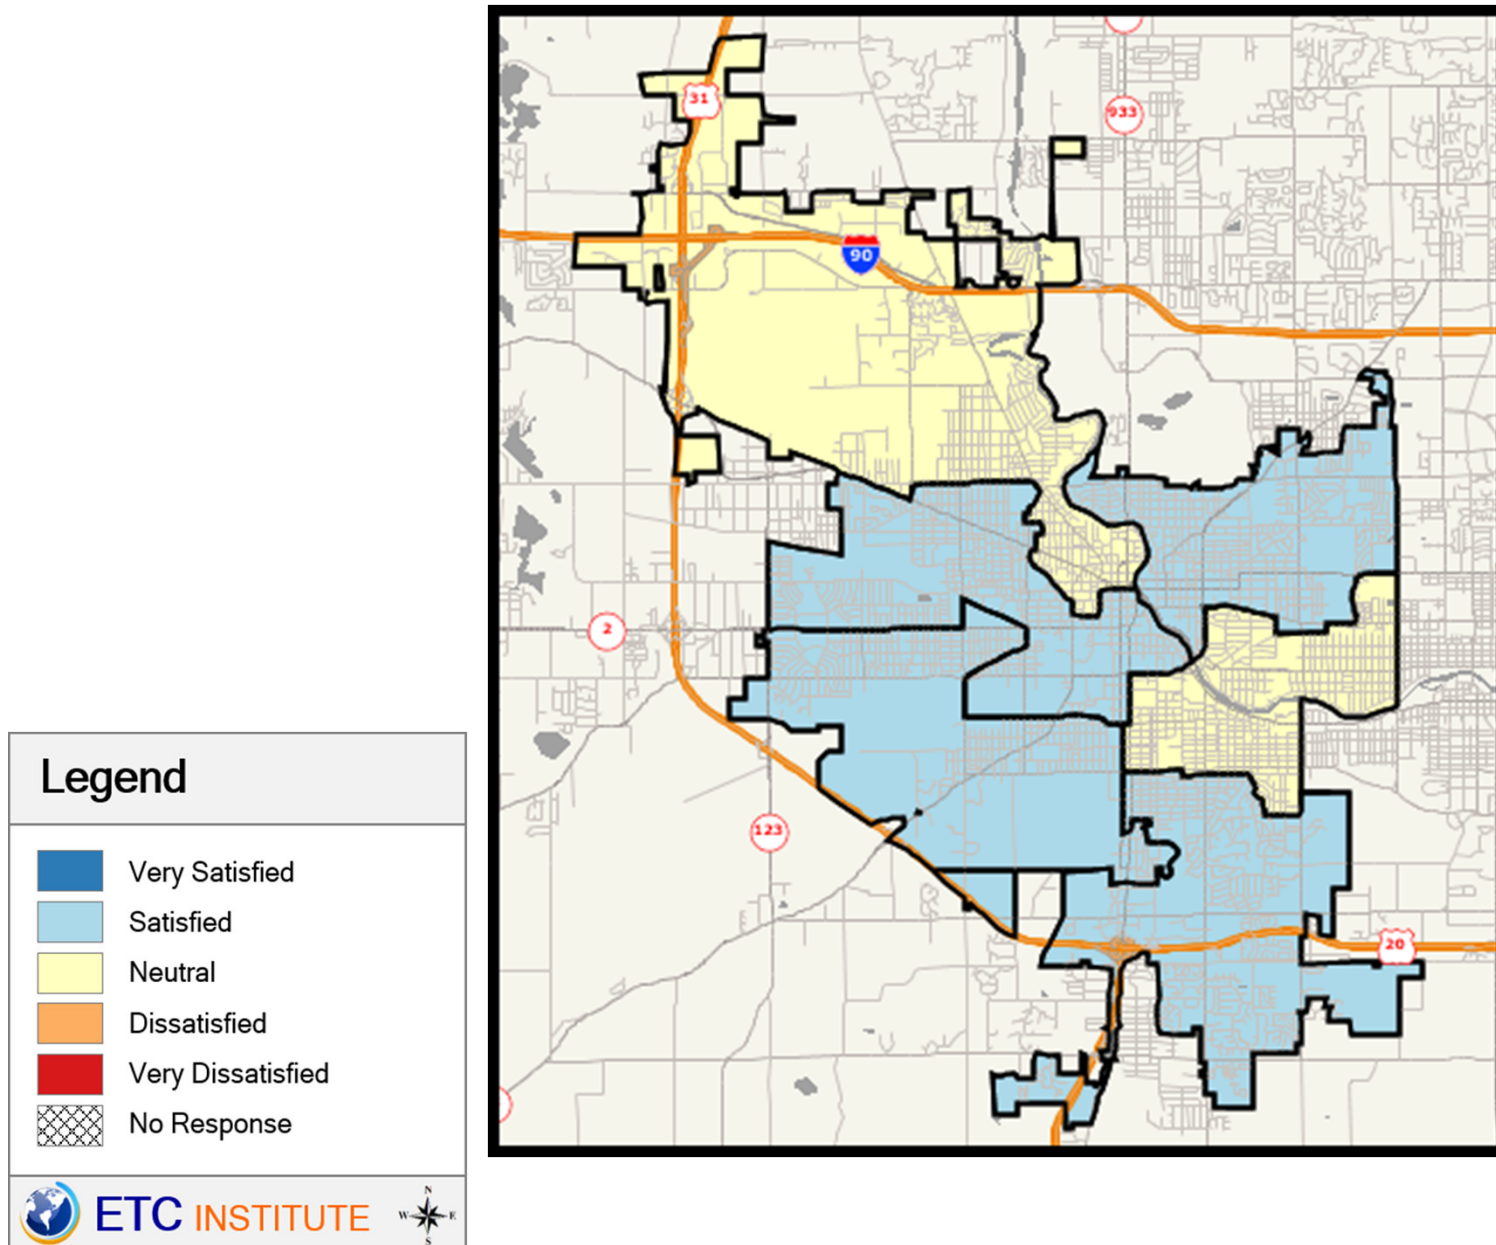 31
933
90
2
123
20
Legend
Very Satisfied
Satisfied
Neutral
Dissatisfied
Very Dissatisfied
No Response
ETC INSTITUTE
N
W E
S